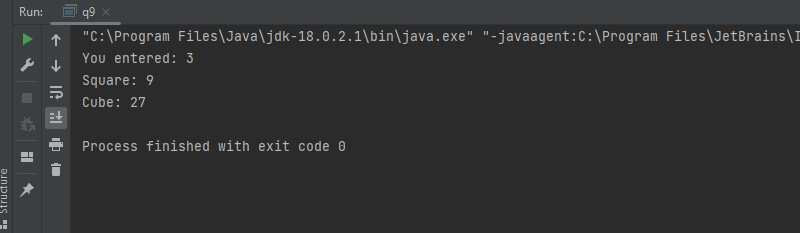 Run: q9
"C:\Program Files\Java\jdk-18.0.2.1\bin\java.exe" "-javaagent:C:\Program Files\JetBrains\I
You entered: 3
Square: 9
Cube: 27
Process finished with exit code 0
Structure